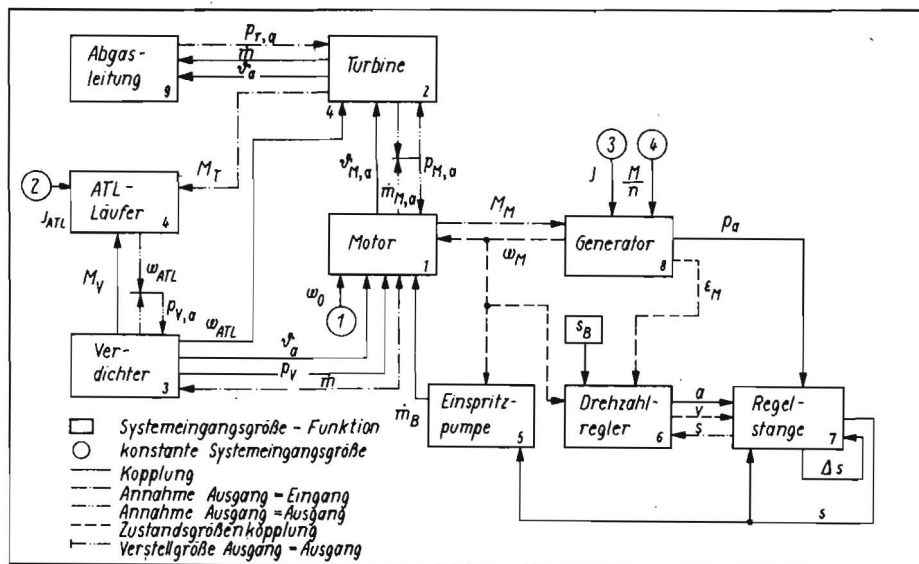 p_T,a
ṁ
ϑ_a
Abgas-
leitung
9
Turbine
2
4
M_T
ϑ_M,a
ṁ_M,a
p_M,a
3
4
J
M/n
2
J_ATL
ATL-
Läufer
4
M_V
ω_ATL
p_V,a
ω_ATL
Motor
1
M_M
ω_M
Generator
8
p_a
ε_M
ω_0
1
s_B
Ver-
dichter
3
ϑ_a
p_V
ṁ
ṁ_B
Einspritz-
pumpe
5
Drehzahl-
regler
6
a
v
s
Regel-
stange
7
Δs
s
Systemeingangsgröße - Funktion
konstante Systemeingangsgröße
Kopplung
Annahme Ausgang = Eingang
Annahme Ausgang = Ausgang
Zustandsgrößenkopplung
Verstellgröße Ausgang = Ausgang